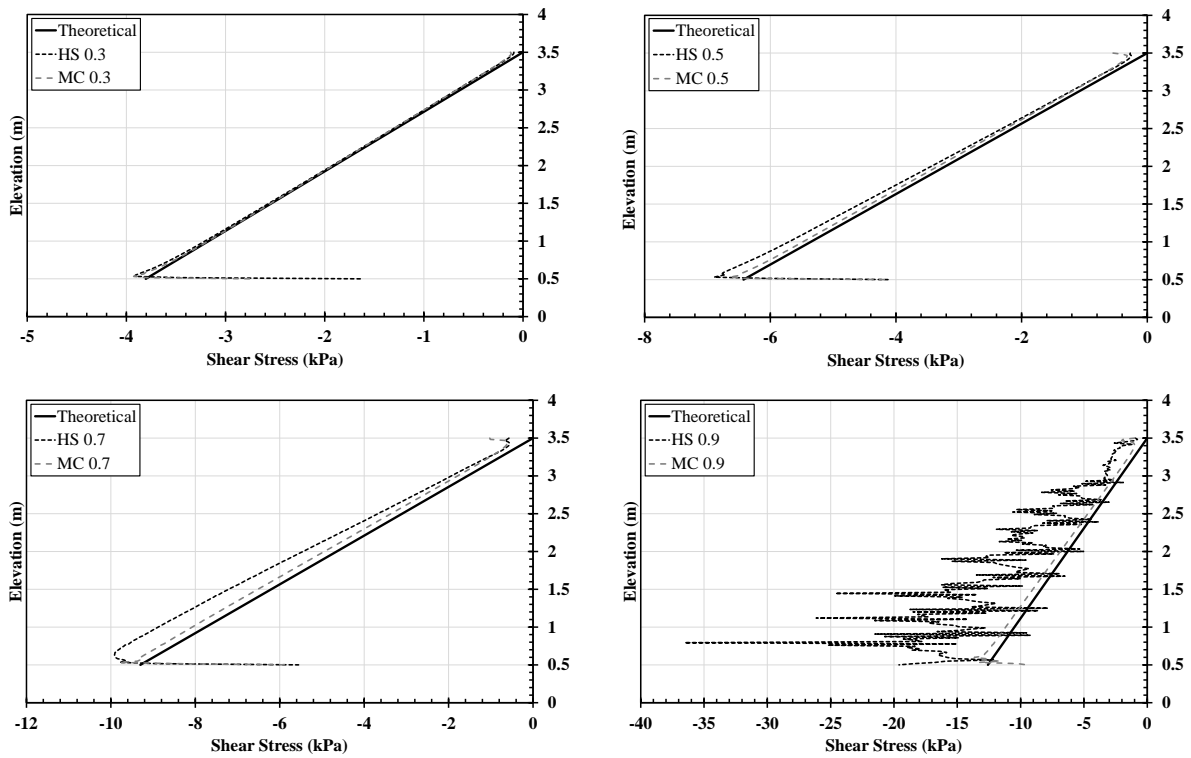 Theoretical
HS 0.3
MC 0.3
Elevation (m)
4
3.5
3
2.5
2
1.5
1
0.5
0
-5 -4 -3 -2 -1 0
Shear Stress (kPa)
Theoretical
HS 0.5
MC 0.5
Elevation (m)
4
3.5
3
2.5
2
1.5
1
0.5
0
-8 -6 -4 -2 0
Shear Stress (kPa)
Theoretical
HS 0.7
MC 0.7
Elevation (m)
4
3.5
3
2.5
2
1.5
1
0.5
0
-12 -10 -8 -6 -4 -2 0
Shear Stress (kPa)
Theoretical
HS 0.9
MC 0.9
Elevation (m)
4
3.5
3
2.5
2
1.5
1
0.5
0
-40 -35 -30 -25 -20 -15 -10 -5 0
Shear Stress (kPa)